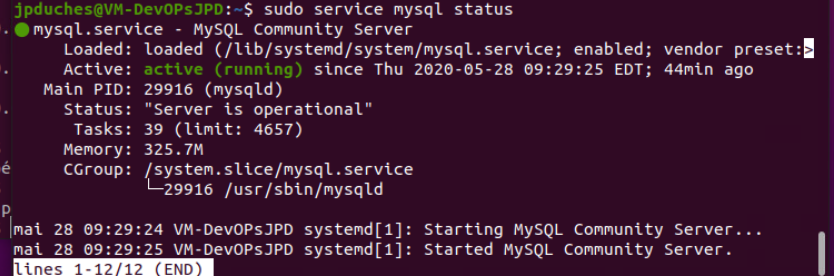 jpduches@VM-DevOPsJPD:~$ sudo service mysql status
● mysql.service - MySQL Community Server
     Loaded: loaded (/lib/systemd/system/mysql.service; enabled; vendor preset:>
     Active: active (running) since Thu 2020-05-28 09:29:25 EDT; 44min ago
   Main PID: 29916 (mysqld)
     Status: "Server is operational"
      Tasks: 39 (limit: 4657)
     Memory: 325.7M
     CGroup: /system.slice/mysql.service
             └─29916 /usr/sbin/mysqld
mai 28 09:29:24 VM-DevOPsJPD systemd[1]: Starting MySQL Community Server...
mai 28 09:29:25 VM-DevOPsJPD systemd[1]: Started MySQL Community Server.
lines 1-12/12 (END)